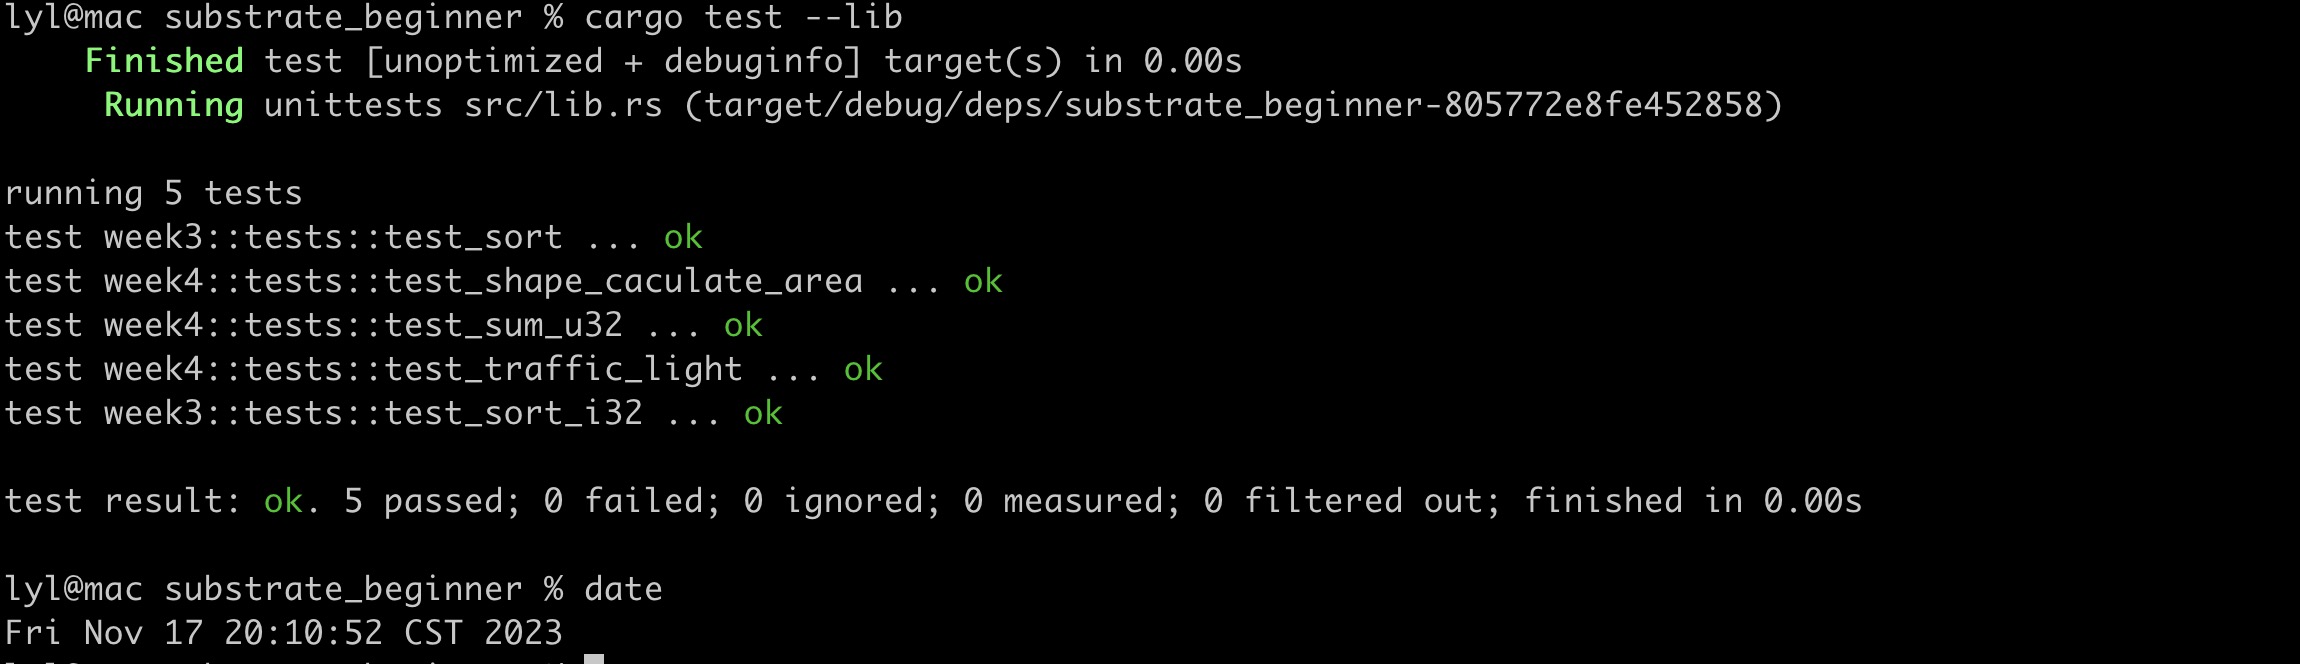 lyl@mac substrate_beginner % cargo test --lib
    Finished test [unoptimized + debuginfo] target(s) in 0.00s
     Running unittests src/lib.rs (target/debug/deps/substrate_beginner-805772e8fe452858)
running 5 tests
test week3::tests::test_sort ... ok
test week4::tests::test_shape_caculate_area ... ok
test week4::tests::test_sum_u32 ... ok
test week4::tests::test_traffic_light ... ok
test week3::tests::test_sort_i32 ... ok
test result: ok. 5 passed; 0 failed; 0 ignored; 0 measured; 0 filtered out; finished in 0.00s
lyl@mac substrate_beginner % date
Fri Nov 17 20:10:52 CST 2023